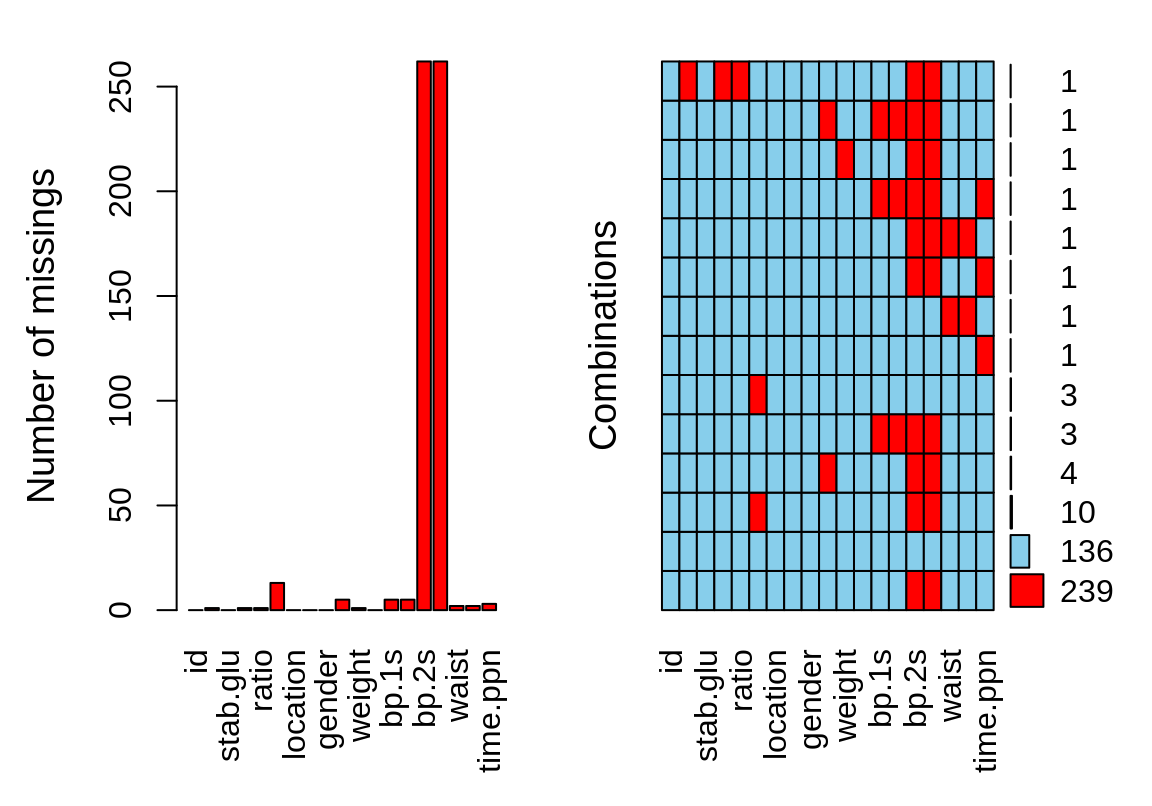 Number of missings
0
50
100
150
200
250
id
stab.glu
ratio
location
gender
weight
bp.1s
bp.2s
waist
time.ppn
Combinations
id
stab.glu
ratio
location
gender
weight
bp.1s
bp.2s
waist
time.ppn
1
1
1
1
1
1
1
1
3
3
4
10
136
239